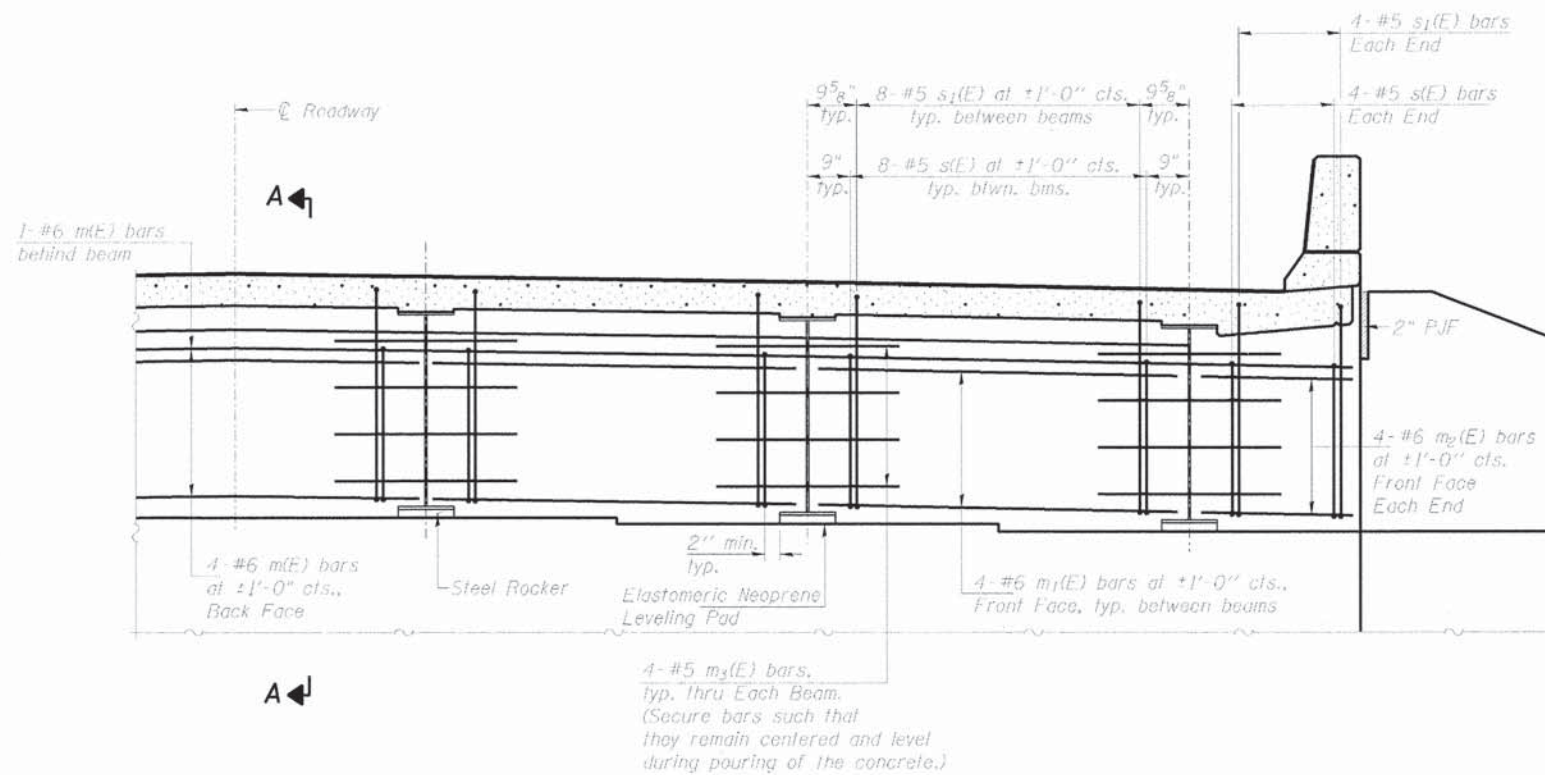 4- #5 s1(E) bars
Each End
9 5/8"
typ.
8- #5 s1(E) at ±1'-0" cts.
typ. between beams
9 5/8"
typ.
4- #5 s(E) bars
Each End
℄ Roadway
9"
typ.
8- #5 s(E) at ±1'-0" cts.
typ. btwn. bms.
9"
typ.
A
1- #6 m(E) bars
behind beam
2" PJF
4- #6 m2(E) bars
at ±1'-0" cts.
Front Face
Each End
4- #6 m(E) bars
at ±1'-0" cts.,
Back Face
Steel Rocker
2" min.
typ.
Elastomeric Neoprene
Leveling Pad
4- #6 m1(E) bars at ±1'-0" cts.,
Front Face, typ. between beams
A
4- #5 m3(E) bars,
typ. thru Each Beam.
(Secure bars such that
they remain centered and level
during pouring of the concrete.)